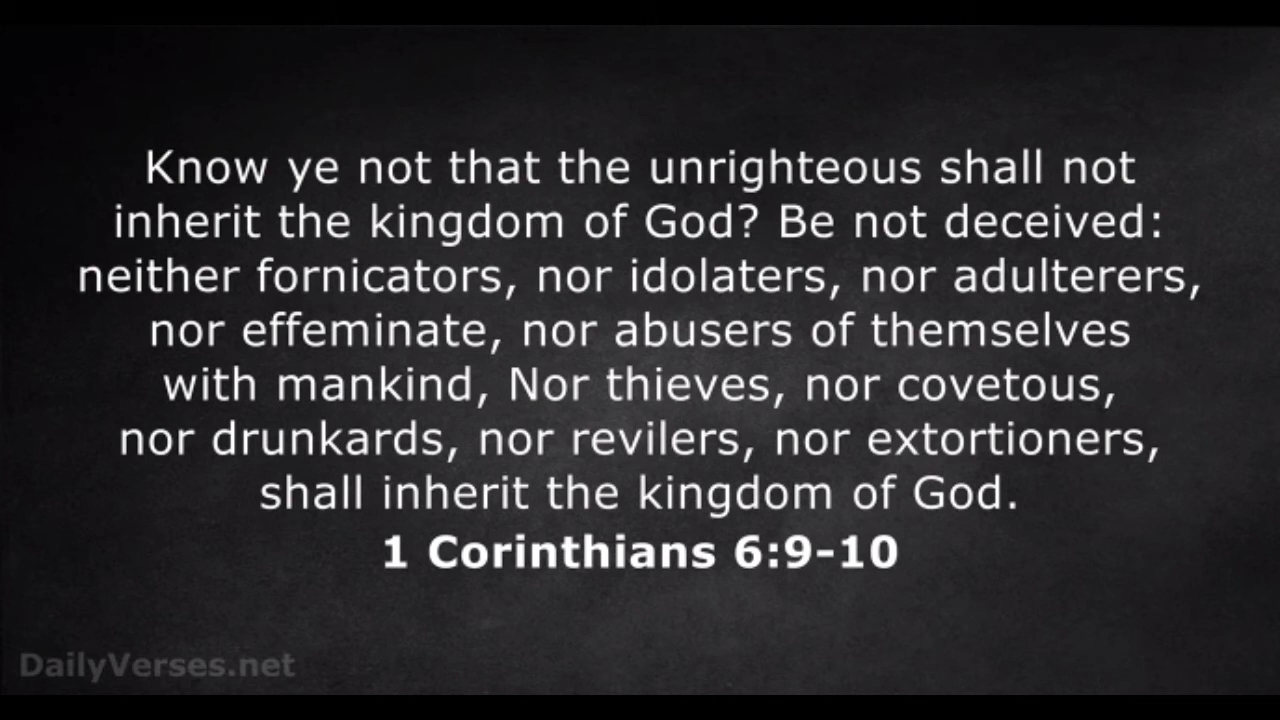 Know ye not that the unrighteous shall not
inherit the kingdom of God? Be not deceived:
neither fornicators, nor idolaters, nor adulterers,
nor effeminate, nor abusers of themselves
with mankind, Nor thieves, nor covetous,
nor drunkards, nor revilers, nor extortioners,
shall inherit the kingdom of God.
1 Corinthians 6:9-10
DailyVerses.net